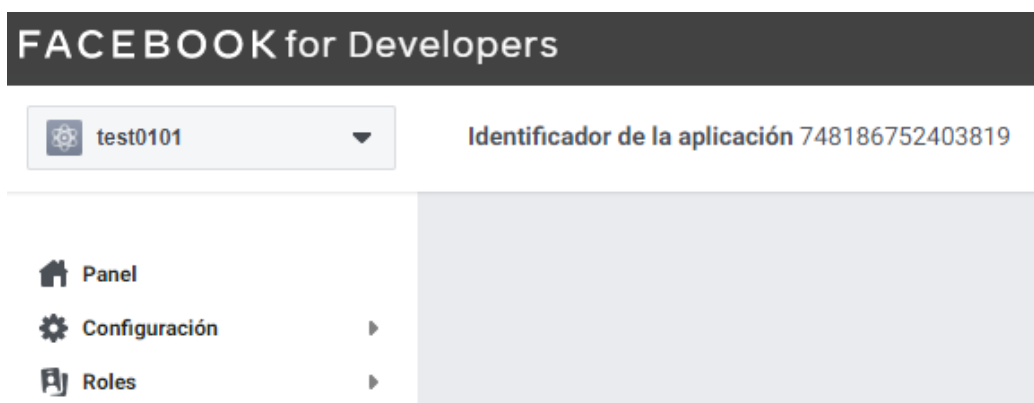 FACEBOOK for Developers
test0101
Identificador de la aplicación 748186752403819
Panel
Configuración
Roles